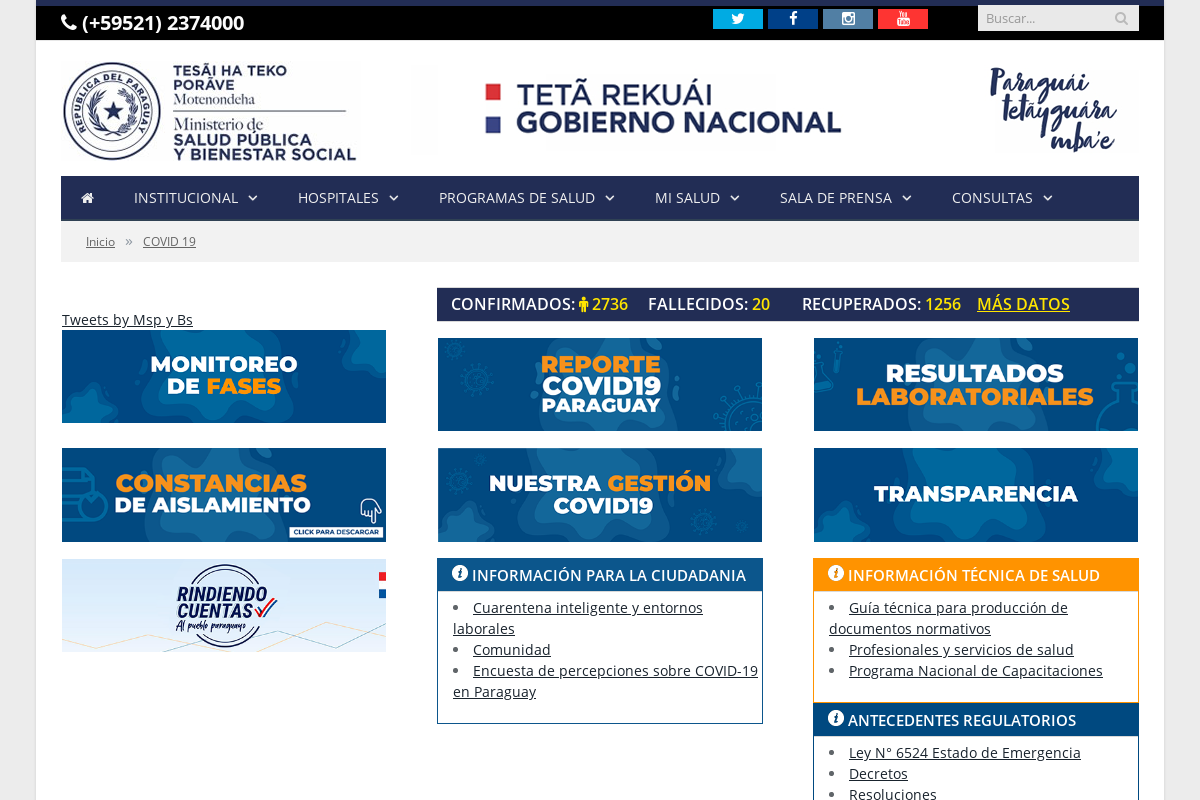 (+59521) 2374000
Buscar...
REPUBLICA DEL PARAGUAY
TESÃI HA TEKO
PORÃVE
Motenondeha
Ministerio de
SALUD PÚBLICA
Y BIENESTAR SOCIAL
TETÃ REKUÁI
GOBIERNO NACIONAL
Paraguái
tetãyguára
mba'e
INSTITUCIONAL
HOSPITALES
PROGRAMAS DE SALUD
MI SALUD
SALA DE PRENSA
CONSULTAS
Inicio » COVID 19
CONFIRMADOS: 2736 FALLECIDOS: 20 RECUPERADOS: 1256 MÁS DATOS
Tweets by Msp y Bs
MONITOREO
DE FASES
REPORTE
COVID19
PARAGUAY
RESULTADOS
LABORATORIALES
CONSTANCIAS
DE AISLAMIENTO
CLICK PARA DESCARGAR
NUESTRA GESTIÓN
COVID19
TRANSPARENCIA
RINDIENDO
CUENTAS
Al pueblo paraguayo
INFORMACIÓN PARA LA CIUDADANIA
• Cuarentena inteligente y entornos
laborales
• Comunidad
• Encuesta de percepciones sobre COVID-19
en Paraguay
INFORMACIÓN TÉCNICA DE SALUD
• Guía técnica para producción de
documentos normativos
• Profesionales y servicios de salud
• Programa Nacional de Capacitaciones
ANTECEDENTES REGULATORIOS
• Ley N° 6524 Estado de Emergencia
• Decretos
• Resoluciones